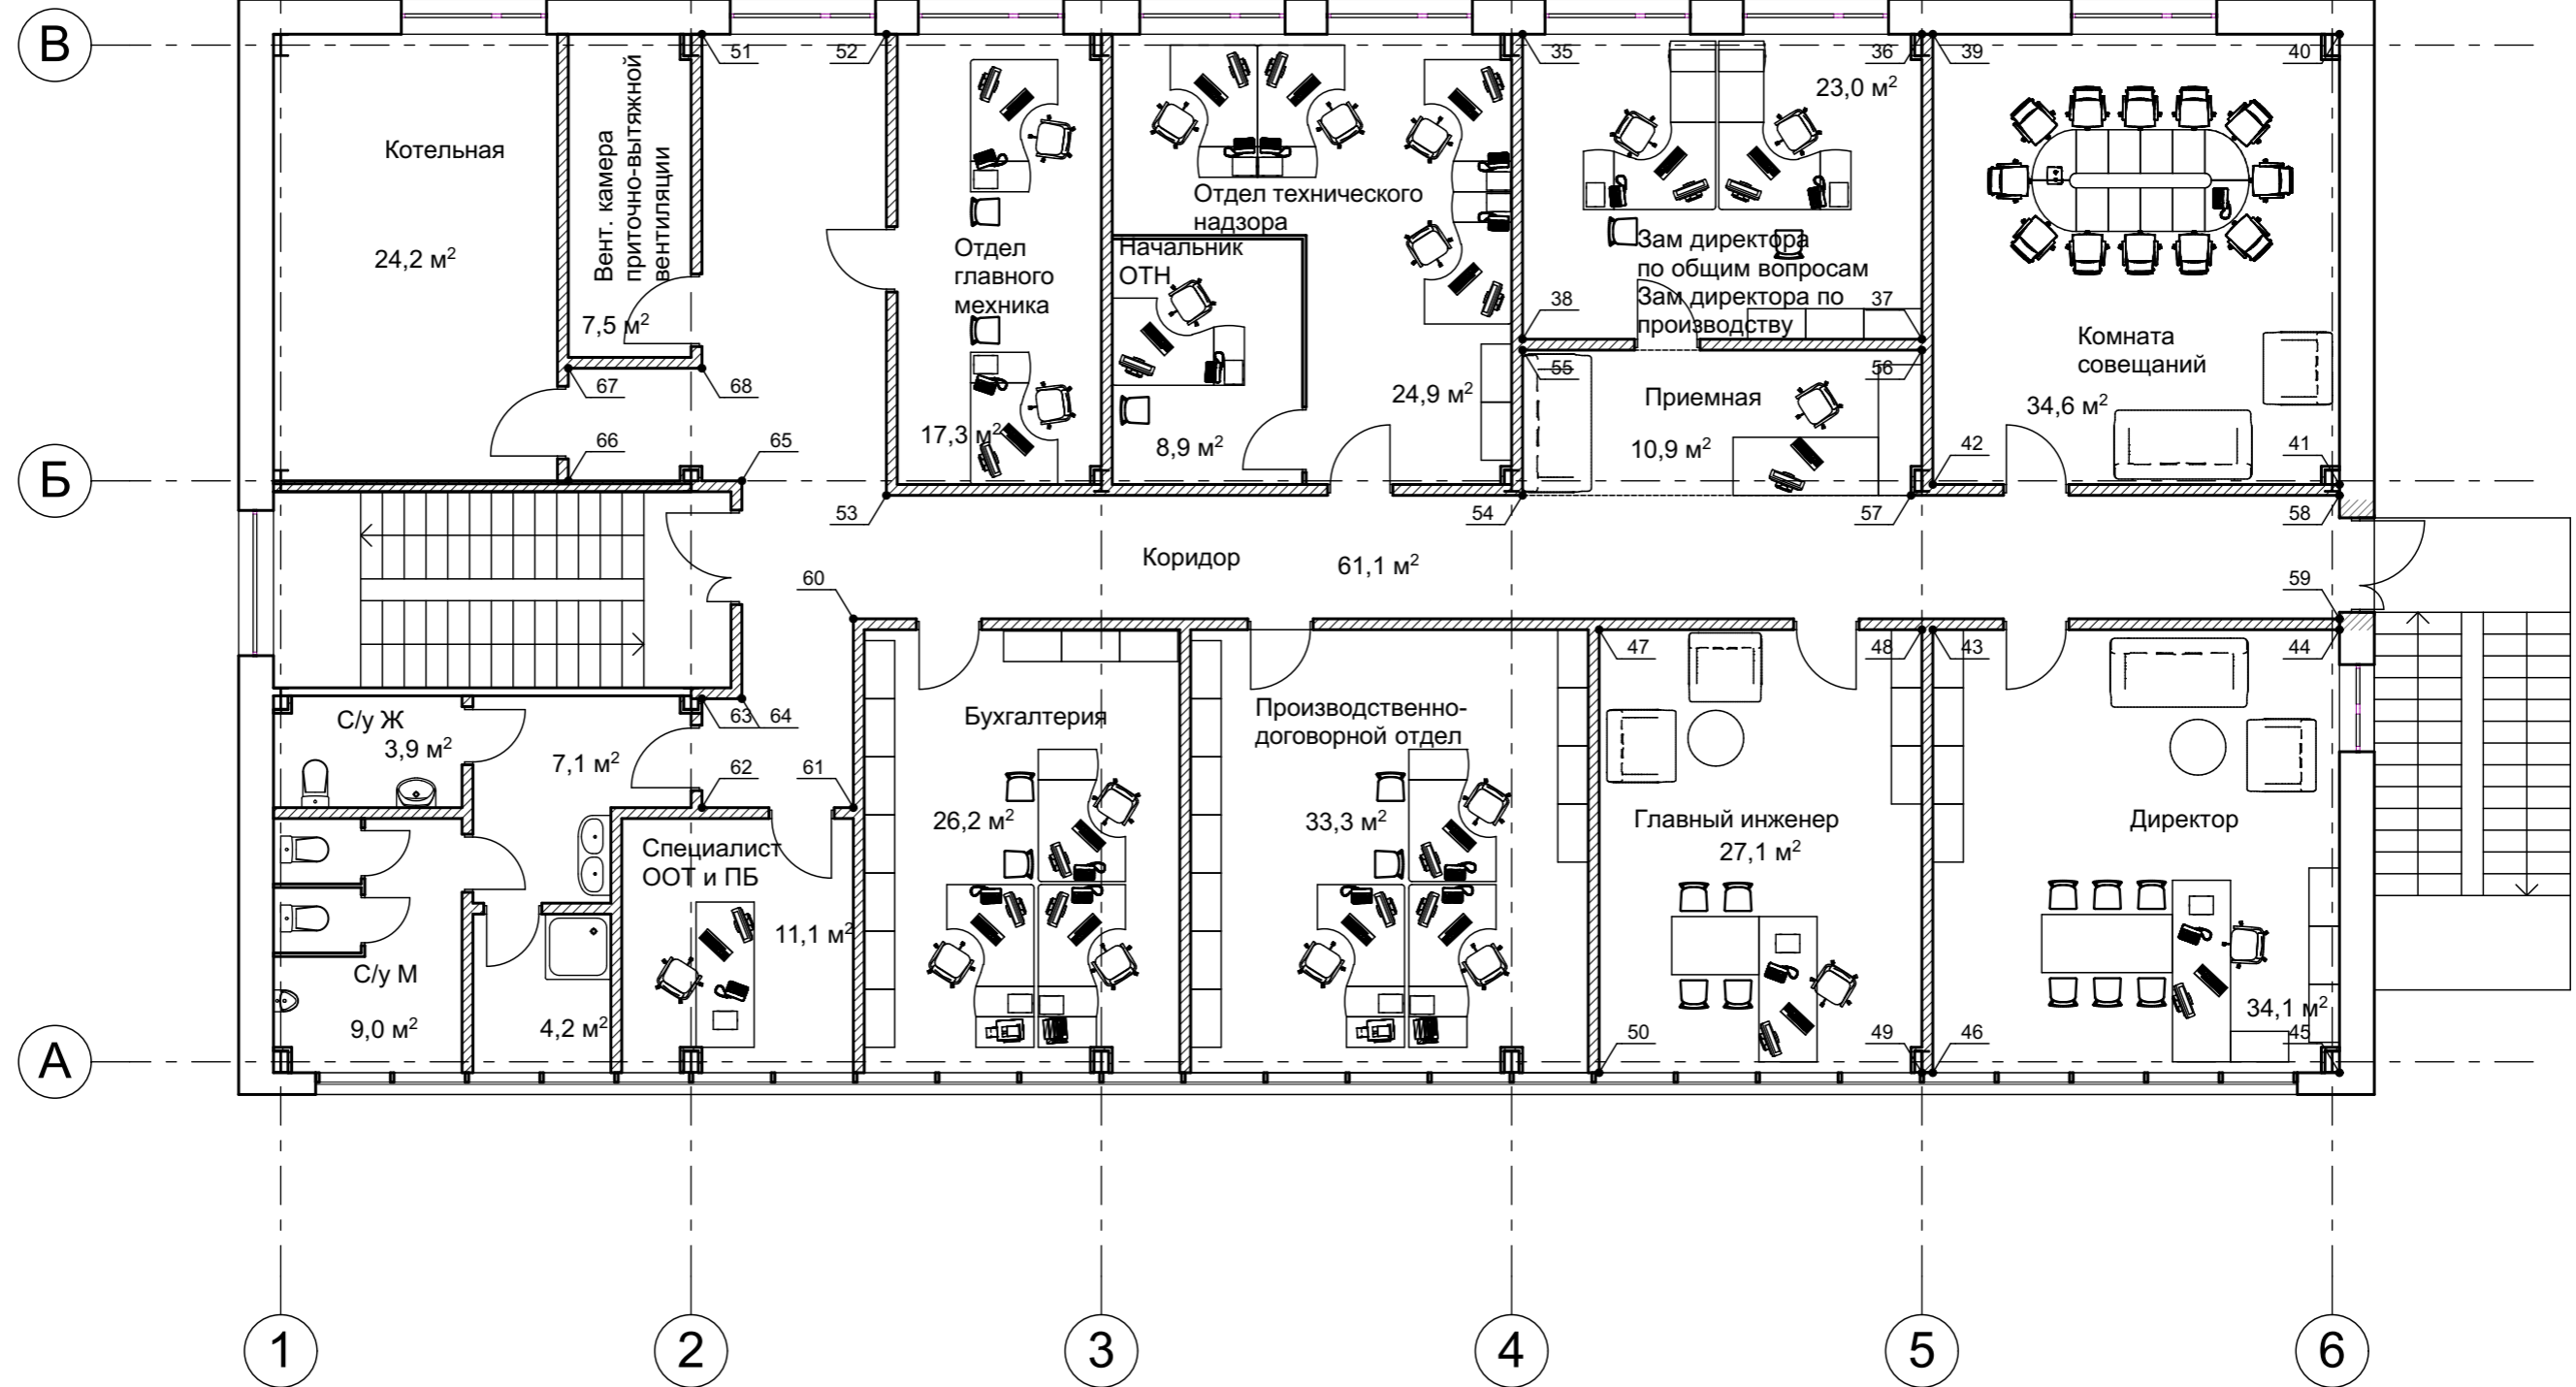 В
51
52
35
36
39
40
23,0 м²
Котельная
Вент. камера
приточно-вытяжной
вентиляции
24,2 м²
7,5 м²
Отдел
главного
мехника
17,3 м²
Отдел технического
надзора
Начальник
ОТН
8,9 м²
24,9 м²
Зам директора
по общим вопросам
Зам директора по
производству
38
37
55
56
Приемная
10,9 м²
Комната
совещаний
34,6 м²
67
68
66
65
42
41
Б
53
54
57
58
Коридор
61,1 м²
60
59
47
48
43
44
63
64
С/у Ж
3,9 м²
7,1 м²
62
61
Бухгалтерия
26,2 м²
Производственно-
договорной отдел
33,3 м²
Главный инженер
27,1 м²
Директор
34,1 м²
Специалист
ООТ и ПБ
11,1 м²
С/у М
9,0 м²
4,2 м²
50
49
46
45
А
1
2
3
4
5
6